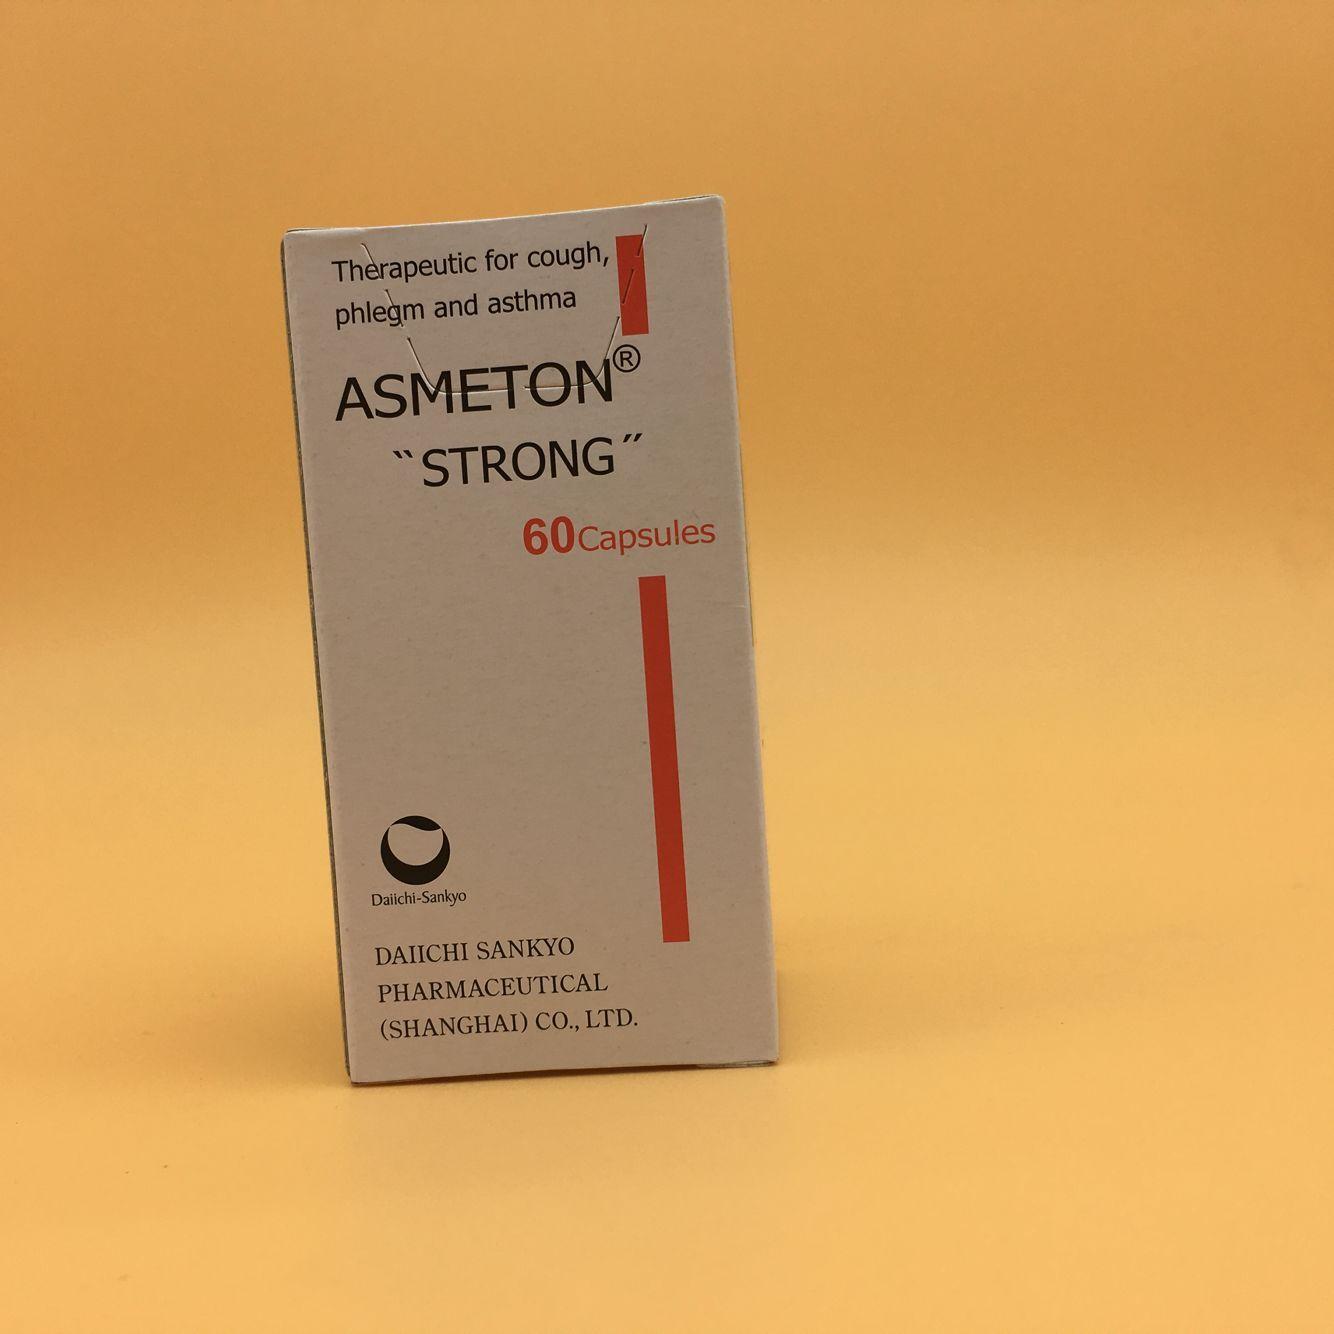 Therapeutic for cough,
phlegm and asthma
ASMETON®
“STRONG”
60Capsules
Daiichi-Sankyo
DAIICHI SANKYO
PHARMACEUTICAL
(SHANGHAI) CO., LTD.